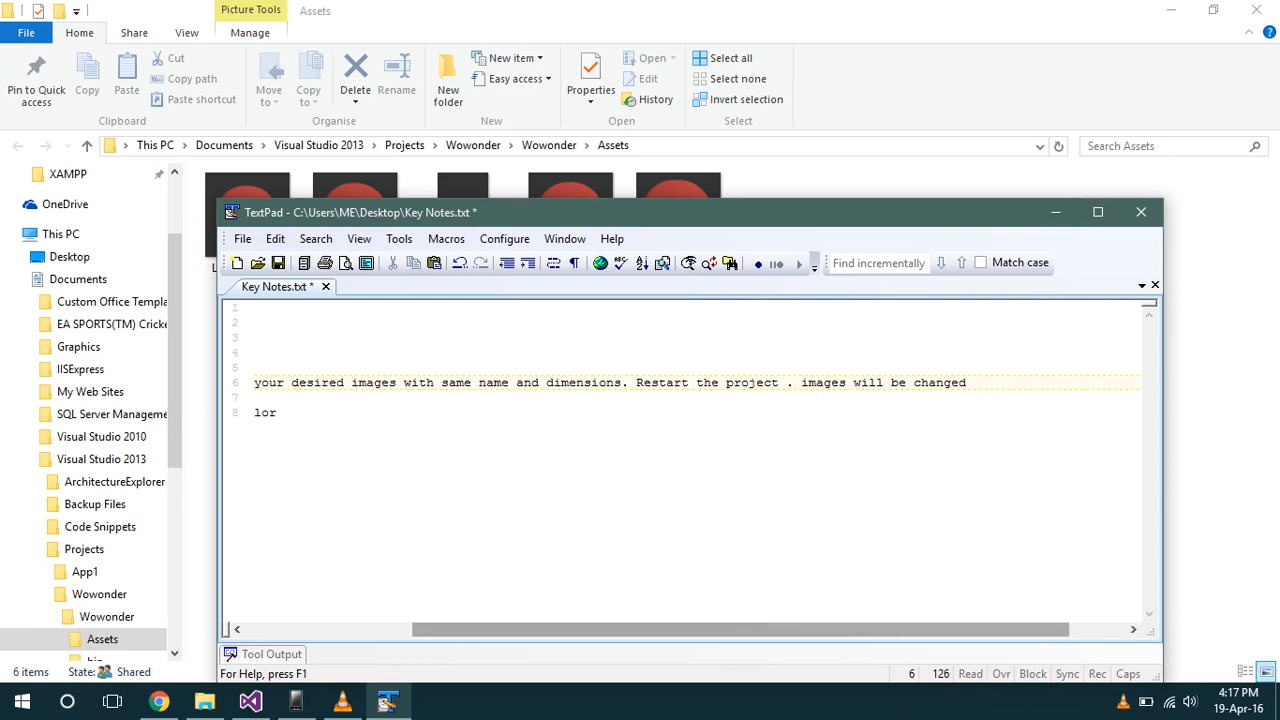 Picture Tools
Assets
File
Home
Share
View
Manage
Pin to Quick access
Copy
Paste
Cut
Copy path
Paste shortcut
Move to
Copy to
Delete
Rename
New folder
New item
Easy access
Properties
Open
Edit
History
Select all
Select none
Invert selection
Clipboard
Organise
New
Open
Select
This PC > Documents > Visual Studio 2013 > Projects > Wowonder > Wowonder > Assets
Search Assets
XAMPP
OneDrive
This PC
Desktop
Documents
Custom Office Templa
EA SPORTS(TM) Cricke
Graphics
IISExpress
My Web Sites
SQL Server Manageme
Visual Studio 2010
Visual Studio 2013
ArchitectureExplorer
Backup Files
Code Snippets
Projects
App1
Wowonder
Wowonder
Assets
6 items
State:
Shared
TextPad - C:\Users\ME\Desktop\Key Notes.txt *
File
Edit
Search
View
Tools
Macros
Configure
Window
Help
Find incrementally
Match case
Key Notes.txt *
1
2
3
4
5
6 your desired images with same name and dimensions. Restart the project . images will be changed
7
8 lor
Tool Output
For Help, press F1
6
126
Read
Ovr
Block
Sync
Rec
Caps
4:17 PM
19-Apr-16